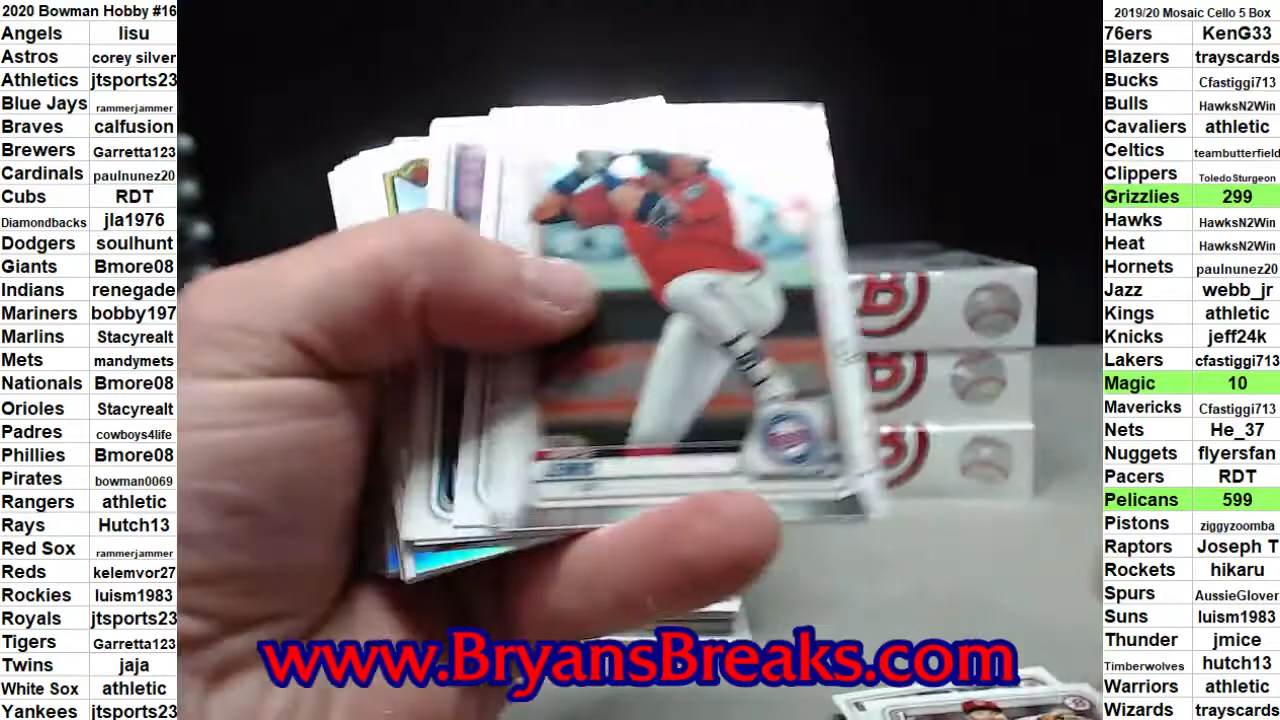 2020 Bowman Hobby #16
Angels lisu
Astros corey silver
Athletics jtsports23
Blue Jays rammerjammer
Braves calfusion
Brewers Garretta123
Cardinals paulnunez20
Cubs RDT
Diamondbacks jla1976
Dodgers soulhunt
Giants Bmore08
Indians renegade
Mariners bobby197
Marlins Stacyrealt
Mets mandymets
Nationals Bmore08
Orioles Stacyrealt
Padres cowboys4life
Phillies Bmore08
Pirates bowman0069
Rangers athletic
Rays Hutch13
Red Sox rammerjammer
Reds kelemvor27
Rockies luism1983
Royals jtsports23
Tigers Garretta123
Twins jaja
White Sox athletic
Yankees jtsports23
www.BryansBreaks.com
2019/20 Mosaic Cello 5 Box
76ers KenG33
Blazers trayscards
Bucks Cfastiggi713
Bulls HawksN2Win
Cavaliers athletic
Celtics teambutterfield
Clippers ToledoSturgeon
Grizzlies 299
Hawks HawksN2Win
Heat HawksN2Win
Hornets paulnunez20
Jazz webb_jr
Kings athletic
Knicks jeff24k
Lakers cfastiggi713
Magic 10
Mavericks Cfastiggi713
Nets He_37
Nuggets flyersfan
Pacers RDT
Pelicans 599
Pistons ziggyzoomba
Raptors Joseph T
Rockets hikaru
Spurs AussieGlover
Suns luism1983
Thunder jmice
Timberwolves hutch13
Warriors athletic
Wizards trayscards